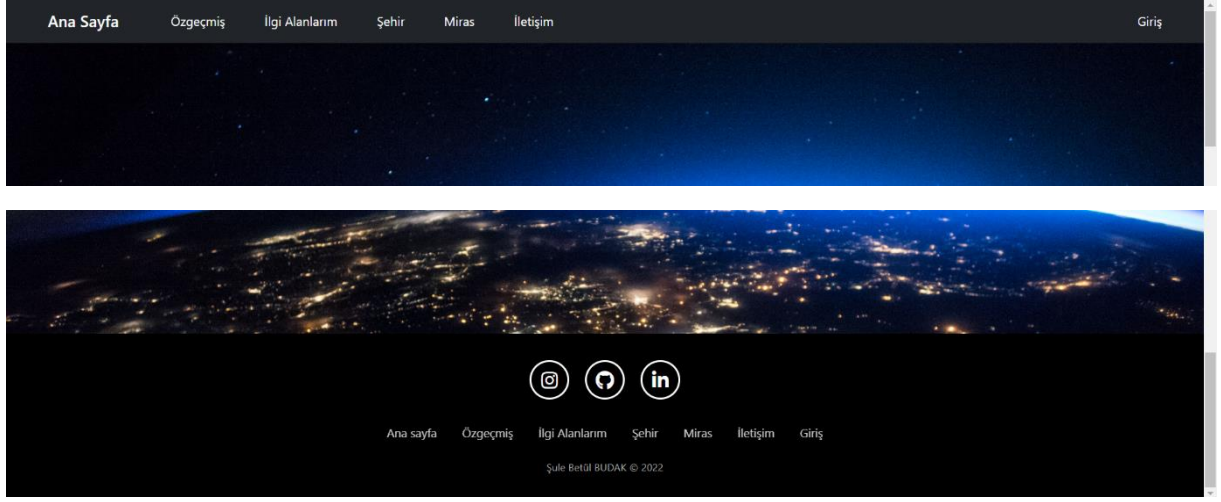 Ana Sayfa Özgeçmiş İlgi Alanlarım Şehir Miras İletişim Giriş
in
Ana sayfa Özgeçmiş İlgi Alanlarım Şehir Miras İletişim Giriş
Şule Betül BUDAK © 2022